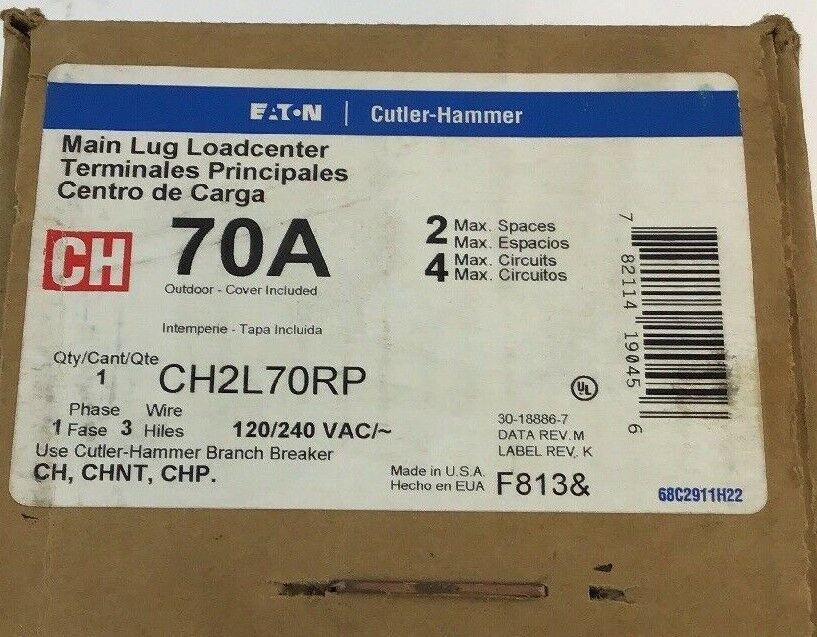 EATON | Cutler-Hammer
Main Lug Loadcenter
Terminales Principales
Centro de Carga
CH
70A
Outdoor - Cover Included
Intemperie - Tapa Incluida
2 Max. Spaces
Max. Espacios
4 Max. Circuits
Max. Circuitos
Qty/Cant/Qte
1
CH2L70RP
Phase Wire
1 Fase 3 Hiles
120/240 VAC/~
Use Cutler-Hammer Branch Breaker
CH, CHNT, CHP.
UL
30-18886-7
DATA REV. M
LABEL REV. K
Made in U.S.A.
Hecho en EUA
F813&
7 82114 19045 6
68C2911H22